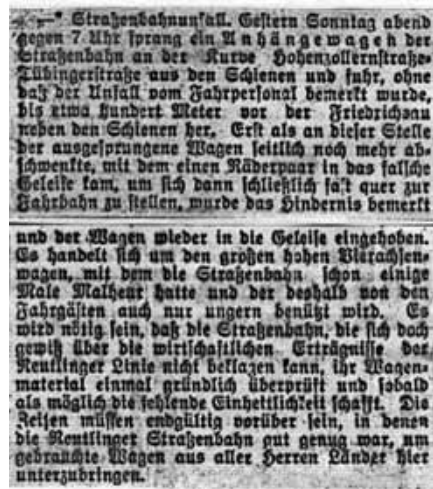 —* Straßenbahnunfall. Gestern Sonntag abend
gegen 7 Uhr sprang ein Anhängewagen der
Straßenbahn an der Kurve Hohenzollernstraße-
Tübingerstraße aus den Schienen und fuhr, ohne
daß der Unfall vom Fahrpersonal bemerkt wurde,
bis etwa hundert Meter vor der Friedrichsau
neben den Schienen her. Erst als an dieser Stelle
der ausgesprungene Wagen seitlich noch mehr ab-
schwenkte, mit dem einen Räderpaar in das falsche
Geleise kam, um sich dann schließlich fast quer zur
Fahrbahn zu stellen, wurde das Hindernis bemerkt
und der Wagen wieder in die Geleise eingehoben.
Es handelt sich um den großen hohen Vierachsen-
wagen, mit dem die Straßenbahn schon einige
Male Malheur hatte und der deshalb von den
Fahrgästen auch nur ungern benützt wird. Es
wird nötig sein, daß die Straßenbahn, die sich doch
gewiß über die wirtschaftlichen Erträgnisse der
Reutlinger Linie nicht beklagen kann, ihr Wagen-
material einmal gründlich überprüft und sobald
als möglich die fehlende Einheitlichkeit schafft. Die
Zeiten müssen endgültig vorüber sein, in denen
die Reutlinger Straßenbahn gut genug war, um
gebrauchte Wagen aus aller Herren Länder hier
unterzubringen.